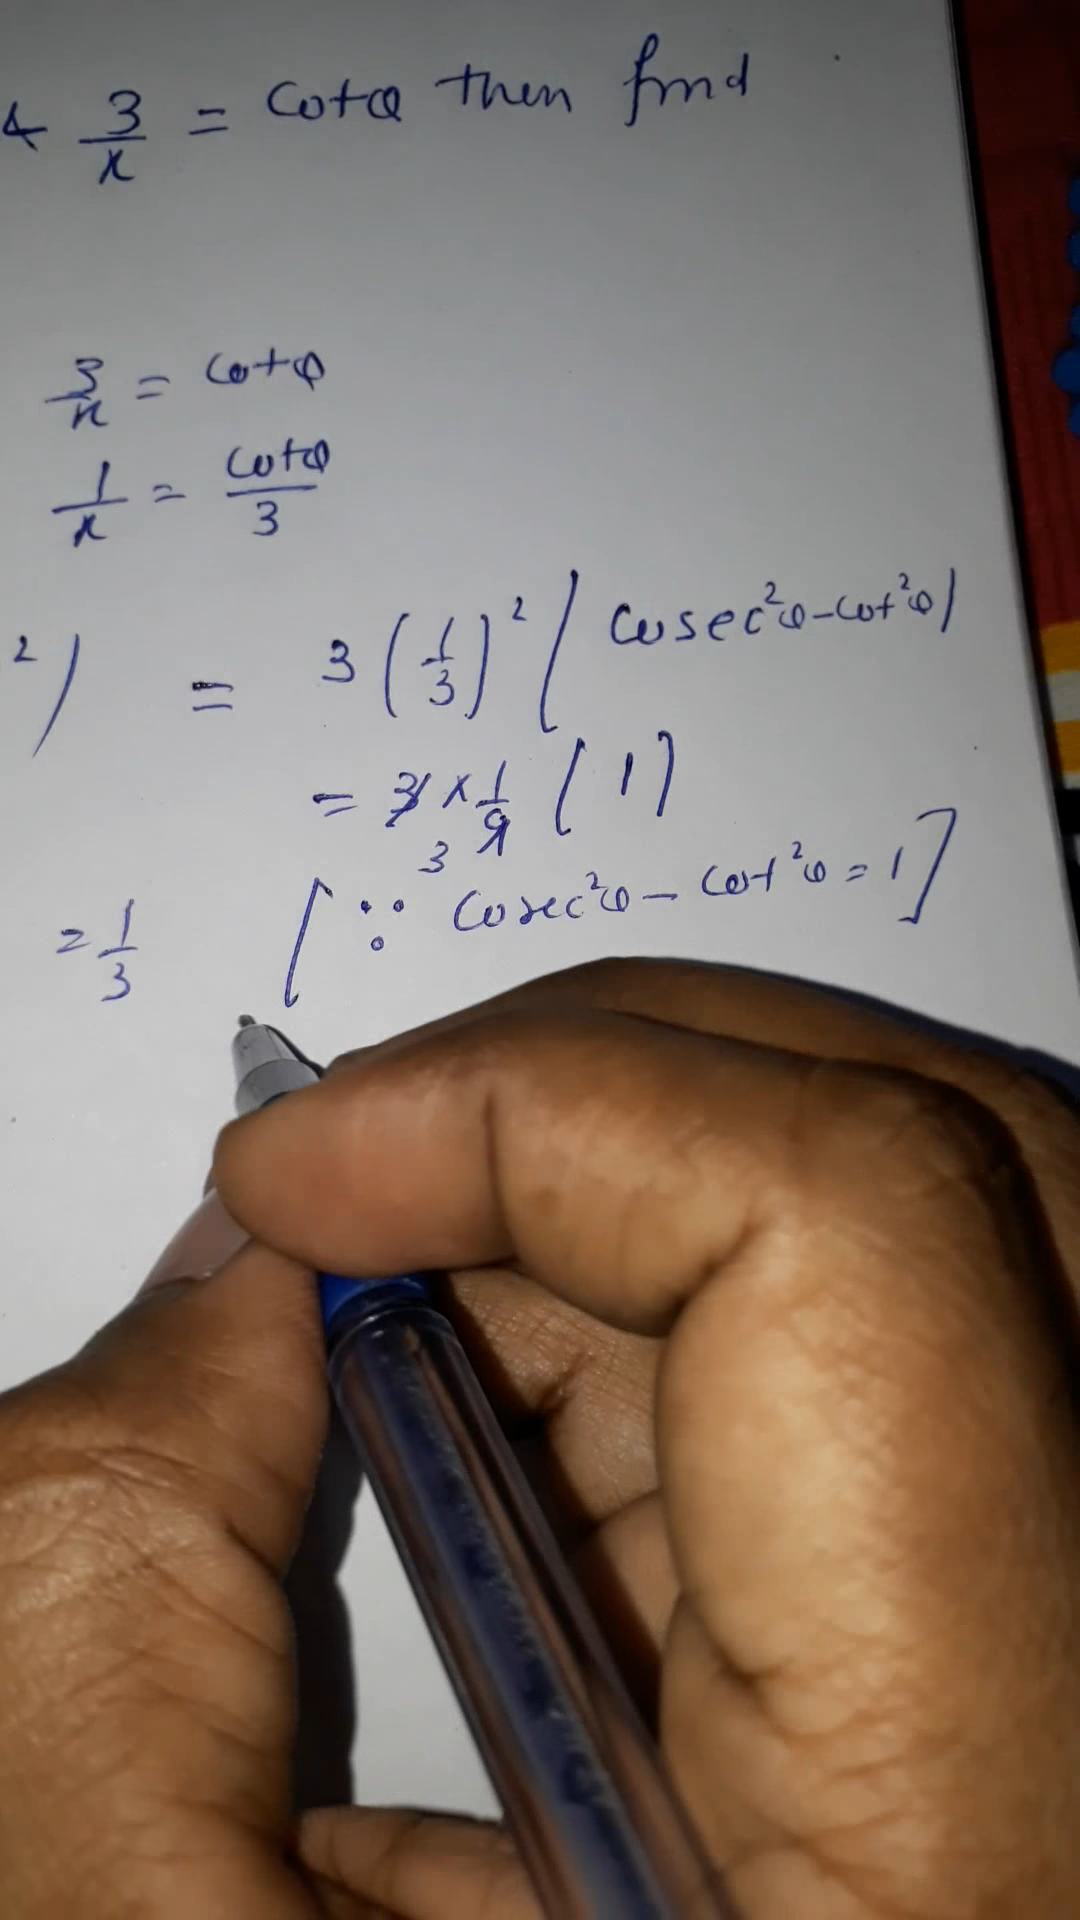 & 3/x = cotθ then find
3/x = cotθ
1/x = cotθ/3
²) = 3(1/3)² (cosec²θ-cot²θ)
= 3 x 1/9 (1)
3
= 1/3 [∵ cosec²θ - cot²θ = 1]